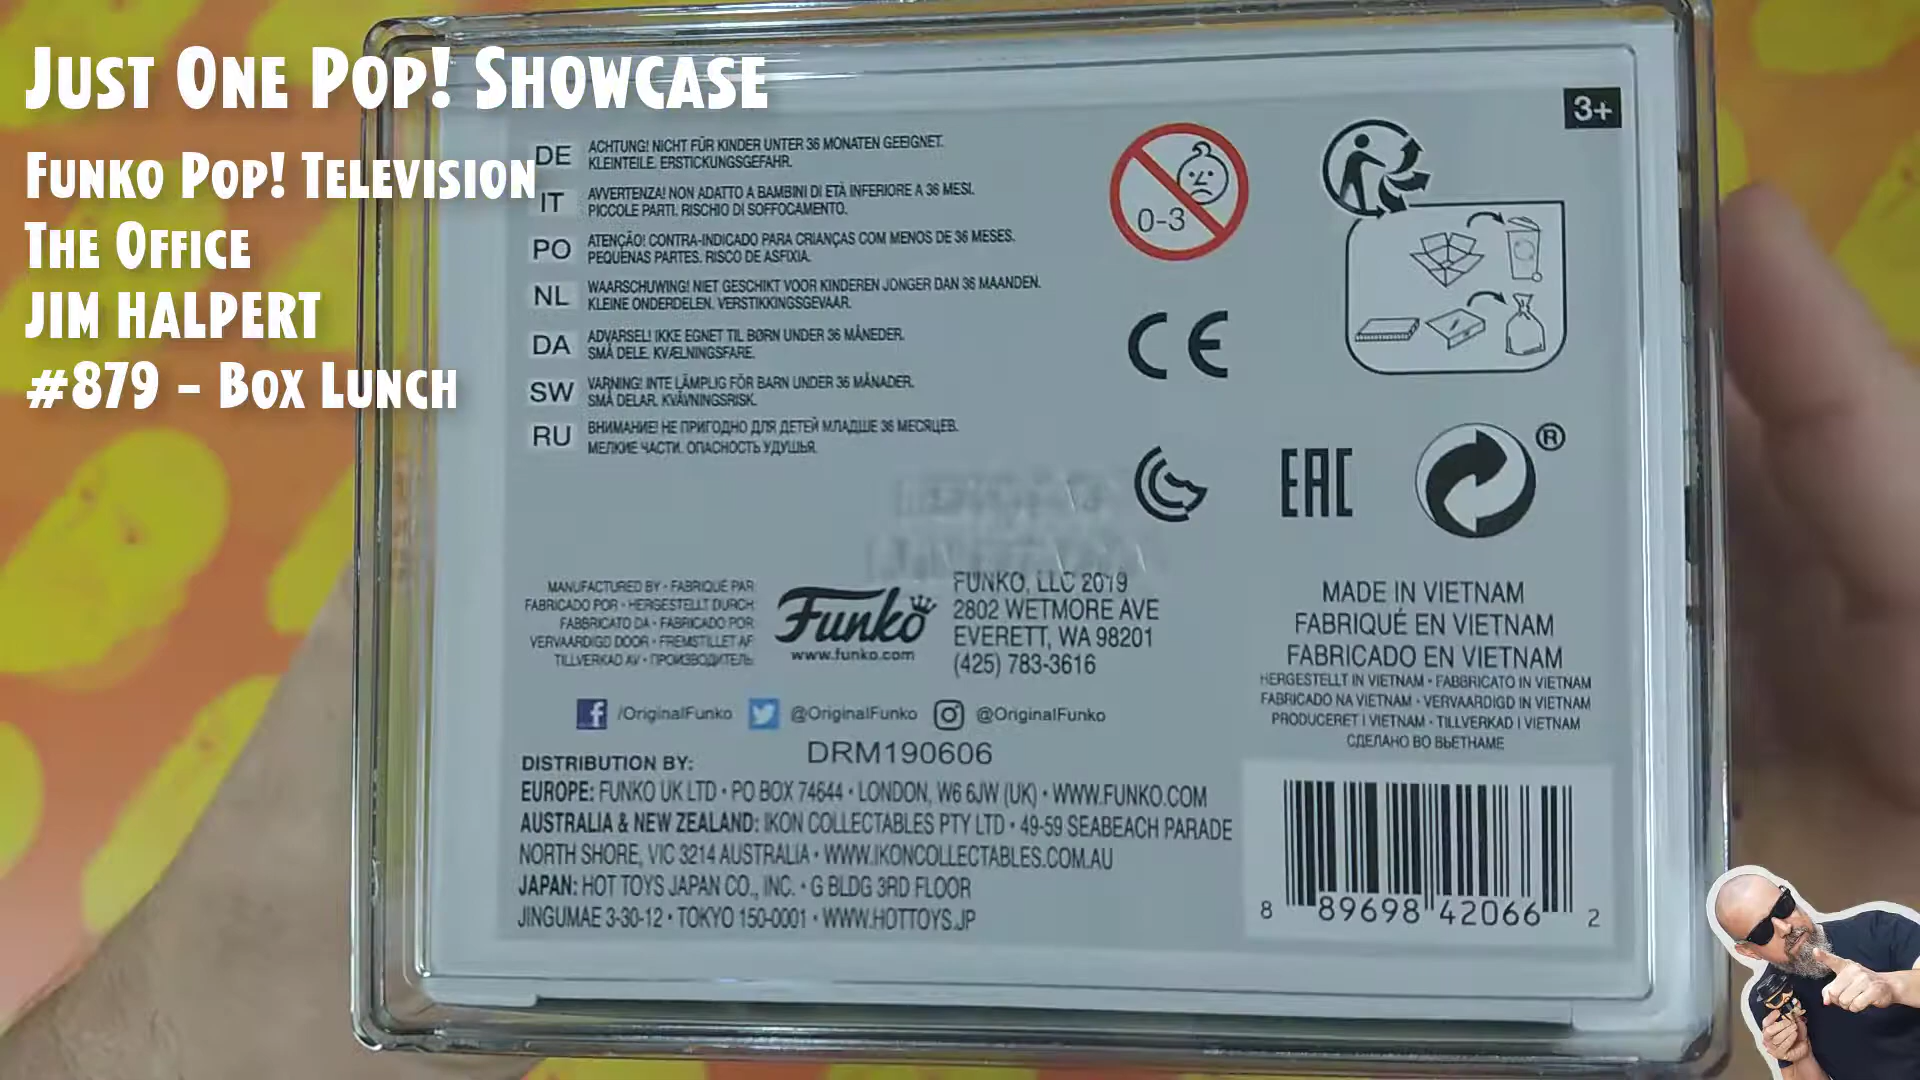 JUST ONE POP! SHOWCASE
FUNKO POP! TELEVISION
THE OFFICE
JIM HALPERT
#879 - BOX LUNCH
3+
DE ACHTUNG! NICHT FÜR KINDER UNTER 36 MONATEN GEEIGNET.
KLEINTEILE. ERSTICKUNGSGEFAHR.
IT AVVERTENZA! NON ADATTO A BAMBINI DI ETÀ INFERIORE A 36 MESI.
PICCOLE PARTI. RISCHIO DI SOFFOCAMENTO.
PO ATENÇÃO! CONTRA-INDICADO PARA CRIANÇAS COM MENOS DE 36 MESES.
PEQUENAS PARTES. RISCO DE ASFIXIA.
NL WAARSCHUWING! NIET GESCHIKT VOOR KINDEREN JONGER DAN 36 MAANDEN.
KLEINE ONDERDELEN. VERSTIKKINGSGEVAAR.
DA ADVARSEL! IKKE EGNET TIL BØRN UNDER 36 MÅNEDER.
SMÅ DELE. KVÆLNINGSFARE.
SW VARNING! INTE LÄMPLIG FÖR BARN UNDER 36 MÅNADER.
SMÅ DELAR. KVÄVNINGSRISK.
RU ВНИМАНИЕ! НЕ ПРИГОДНО ДЛЯ ДЕТЕЙ МЛАДШЕ 36 МЕСЯЦЕВ.
МЕЛКИЕ ЧАСТИ. ОПАСНОСТЬ УДУШЬЯ.
0-3
CE
EAC
®
MANUFACTURED BY • FABRIQUÉ PAR
FABRICADO POR • HERGESTELLT DURCH
FABBRICATO DA • FABRICADO POR
VERVAARDIGD DOOR • FREMSTILLET AF
TILLVERKAD AV • ПРОИЗВОДИТЕЛЬ
Funko
www.funko.com
FUNKO, LLC 2019
2802 WETMORE AVE
EVERETT, WA 98201
(425) 783-3616
MADE IN VIETNAM
FABRIQUÉ EN VIETNAM
FABRICADO EN VIETNAM
HERGESTELLT IN VIETNAM • FABBRICATO IN VIETNAM
FABRICADO NA VIETNAM • VERVAARDIGD IN VIETNAM
PRODUCERET I VIETNAM • TILLVERKAD I VIETNAM
СДЕЛАНО ВО ВЬЕТНАМЕ
/OriginalFunko @OriginalFunko @OriginalFunko
DRM190606
DISTRIBUTION BY:
EUROPE: FUNKO UK LTD • PO BOX 74644 • LONDON, W6 6JW (UK) • WWW.FUNKO.COM
AUSTRALIA & NEW ZEALAND: IKON COLLECTABLES PTY LTD • 49-59 SEABEACH PARADE
NORTH SHORE, VIC 3214 AUSTRALIA • WWW.IKONCOLLECTABLES.COM.AU
JAPAN: HOT TOYS JAPAN CO., INC. • G BLDG 3RD FLOOR
JINGUMAE 3-30-12 • TOKYO 150-0001 • WWW.HOTTOYS.JP
8 89698 42066 2